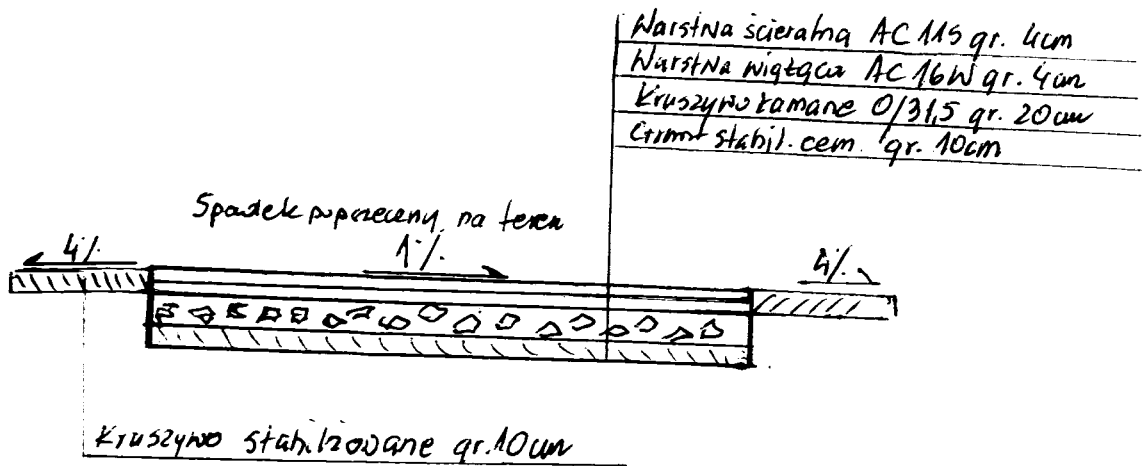 Warstwa ścieralna AC 11S gr. 4cm
Warstwa wiążąca AC 16W gr. 4cm
Kruszywo łamane 0/31,5 gr. 20cm
Grunt stabil. cem. gr. 10cm
Spadek poprzeczny na teren
4%
1%
4%
Kruszywo stabilizowane gr. 10cm